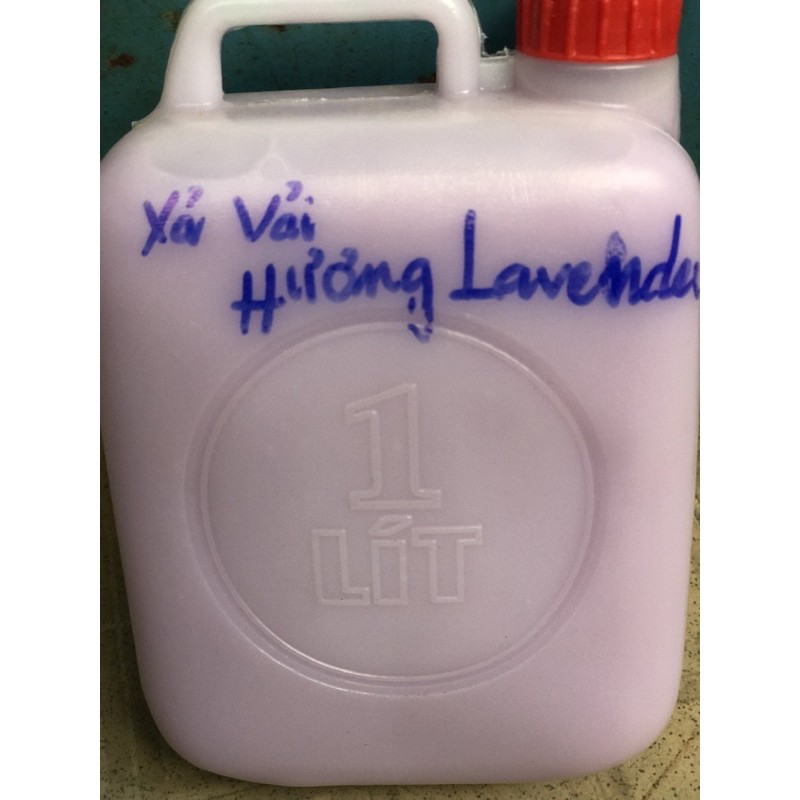 Xả Vải
Hương Lavender
1
LÍT